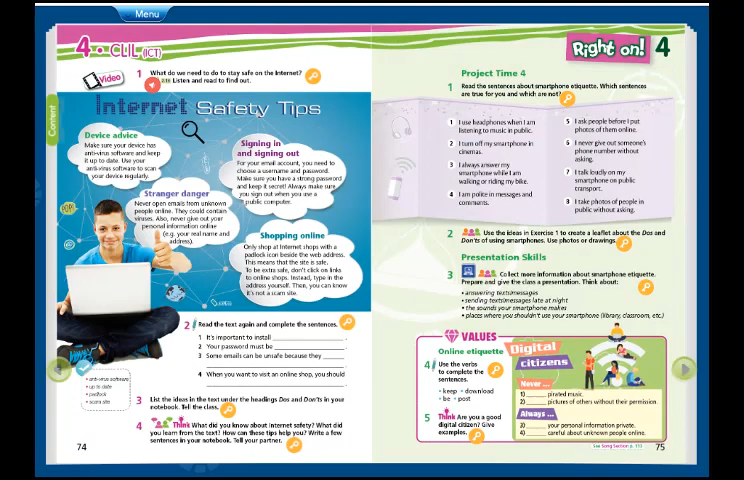 Menu
4 • CLIL (ICT)
Video
1 What do we need to do to stay safe on the Internet?
Listen and read to find out.
Content
Internet Safety Tips
Device advice
Make sure your device has
anti-virus software and keep
it up to date. Use your
anti-virus software to scan
your device regularly.
Signing in
and signing out
For your email account, you need to
choose a username and password.
Make sure you have a strong password
and keep it secret! Always make sure
you sign out when you use a
public computer.
Stranger danger
Never open emails from unknown
people online. They could contain
viruses. Also, never give out your
personal information online
(e.g. your real name and
address).
Shopping online
Only shop at Internet shops with a
padlock icon beside the web address.
This means that the site is safe.
To be extra safe, don't click on links
to online shops. Instead, type in the
address yourself. Then, you can know
it's not a scam site.
2 Read the text again and complete the sentences.
1 It's important to install .
2 Your password must be
3 Some emails can be unsafe because they
4 When you want to visit an online shop, you should
.
• anti-virus software
• up to date
• padlock
• scam site
3 List the ideas in the text under the headings Dos and Don'ts in your
notebook. Tell the class.
4 Think What did you know about Internet safety? What did
you learn from the text? How can these tips help you? Write a few
sentences in your notebook. Tell your partner.
74
Right on! 4
Project Time 4
1 Read the sentences about smartphone etiquette. Which sentences
are true for you and which are not?
1 I use headphones when I am
listening to music in public.
2 I turn off my smartphone in
cinemas.
3 I always answer my
smartphone while I am
walking or riding my bike.
4 I am polite in messages and
comments.
5 I ask people before I put
photos of them online.
6 I never give out someone's
phone number without
asking.
7 I talk loudly on my
smartphone on public
transport.
8 I take photos of people in
public without asking.
2 Use the ideas in Exercise 1 to create a leaflet about the Dos and
Don'ts of using smartphones. Use photos or drawings.
Presentation Skills
3 Collect more information about smartphone etiquette.
Prepare and give the class a presentation. Think about:
• answering texts/messages
• sending texts/messages late at night
• the sounds your smartphone makes
• places where you shouldn't use your smartphone (library, classroom, etc.)
VALUES
Online etiquette
4 Use the verbs
to complete the
sentences.
• keep • download
• be • post
5 Think Are you a good
digital citizen? Give
examples.
Digital
citizens
Never ...
1) pirated music.
2) pictures of others without their permission.
Always ...
3) your personal information private.
4) careful about unknown people online.
75